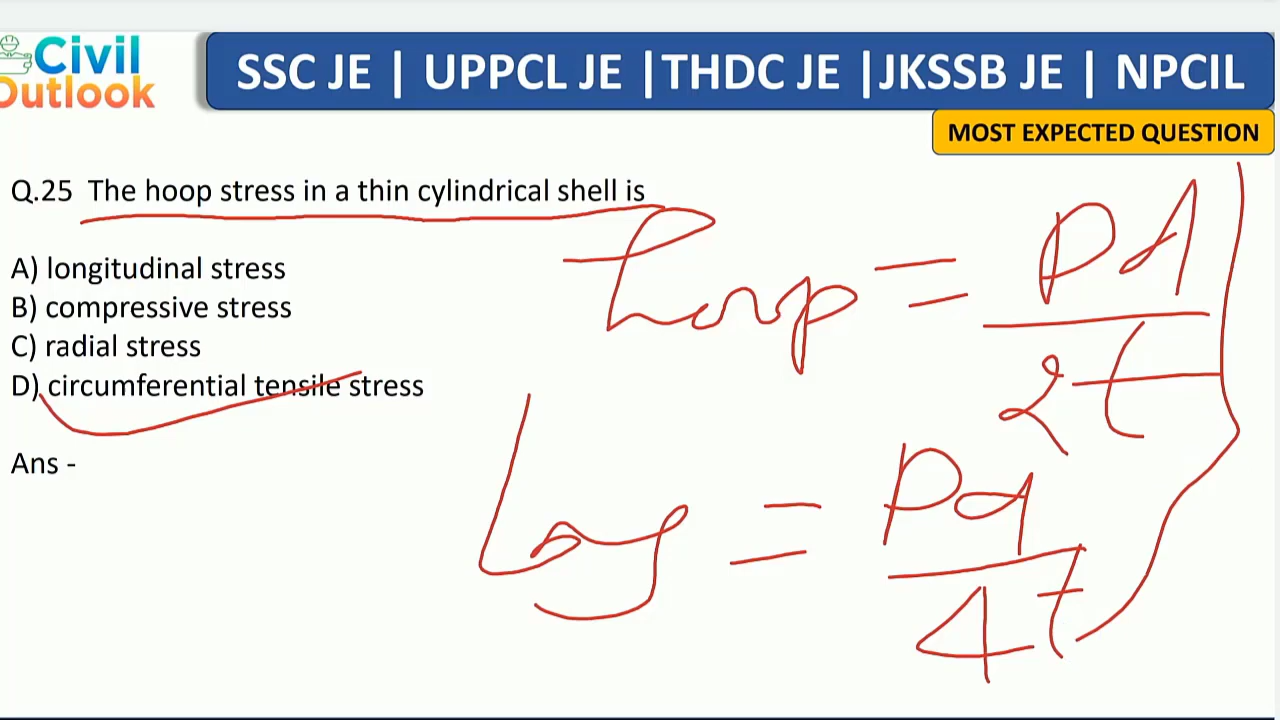 Civil
Outlook
SSC JE | UPPCL JE |THDC JE |JKSSB JE | NPCIL
MOST EXPECTED QUESTION
Q.25 The hoop stress in a thin cylindrical shell is
A) longitudinal stress
B) compressive stress
C) radial stress
D) circumferential tensile stress
Ans -
hoop = Pd
2t
Log = Pd
4t